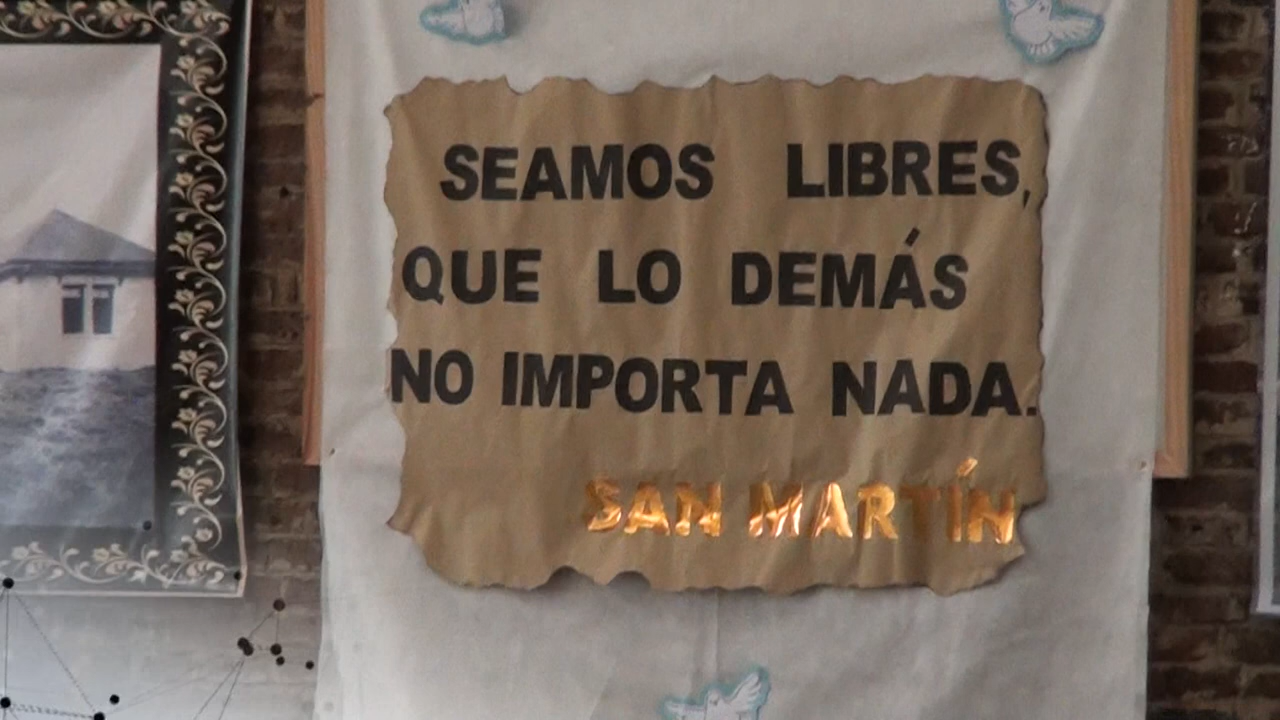 SEAMOS LIBRES,
QUE LO DEMÁS
NO IMPORTA NADA.
SAN MARTÍN